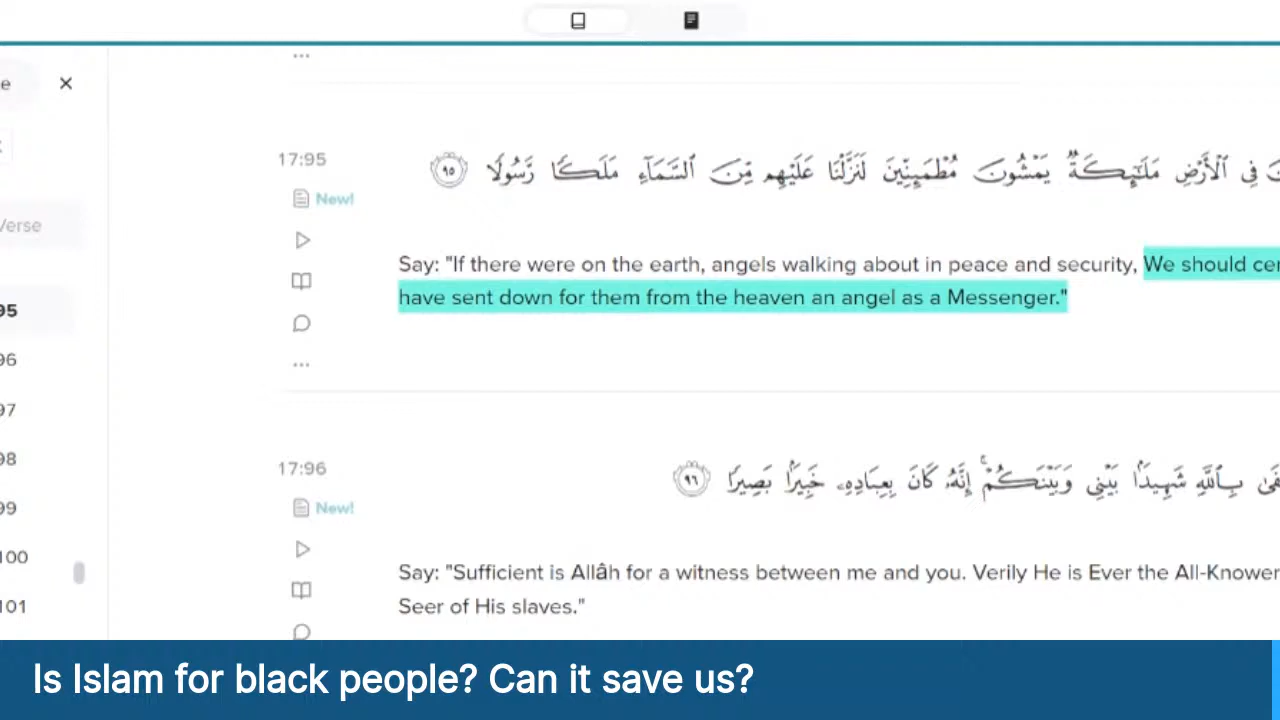 e
17:95
 فِي ٱلْأَرْضِ مَلَـٰٓئِكَةٌ يَمْشُونَ مُطْمَئِنِّينَ لَنَزَّلْنَا عَلَيْهِم مِّنَ ٱلسَّمَآءِ مَلَكًا رَّسُولًا ٩٥
New!
Verse
Say: "If there were on the earth, angels walking about in peace and security, We should cer
have sent down for them from the heaven an angel as a Messenger."
95
96
97
98
99
100
101
17:96
بِٱللَّهِ شَهِيدًۢا بَيْنِى وَبَيْنَكُمْ ۚ إِنَّهُۥ كَانَ بِعِبَادِهِۦ خَبِيرًۢا بَصِيرًا ٩٦
New!
Say: "Sufficient is Allâh for a witness between me and you. Verily He is Ever the All-Knower
Seer of His slaves."
Is Islam for black people? Can it save us?